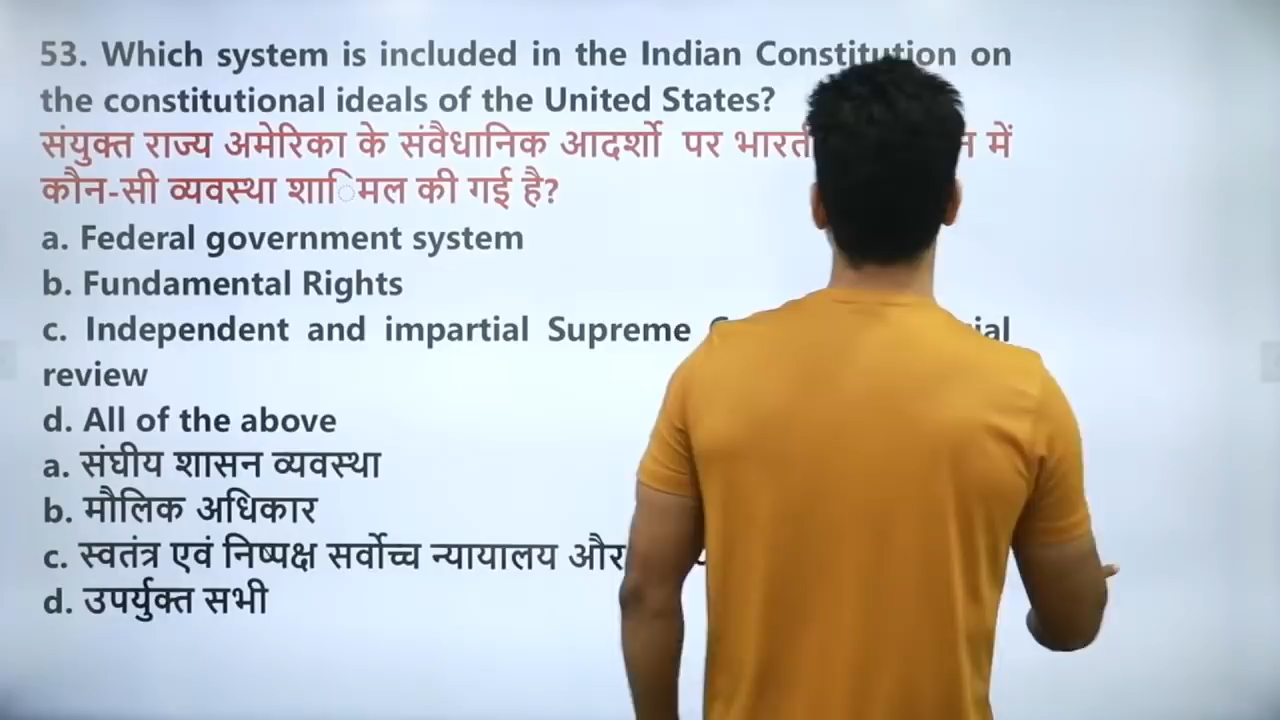 53. Which system is included in the Indian Constitution on
the constitutional ideals of the United States?
संयुक्त राज्य अमेरिका के संवैधानिक आदर्शो पर में
कौन-सी व्यवस्था शािमल की गई है?
a. Federal government system
b. Fundamental Rights
c. Independent and impartial Supreme
review
d. All of the above
a. संघीय शासन व्यवस्था
b. मौलिक अधिकार
c. स्वतंत्र एवं निष्पक्ष सर्वोच्च न्यायालय और
d. उपर्युक्त सभी